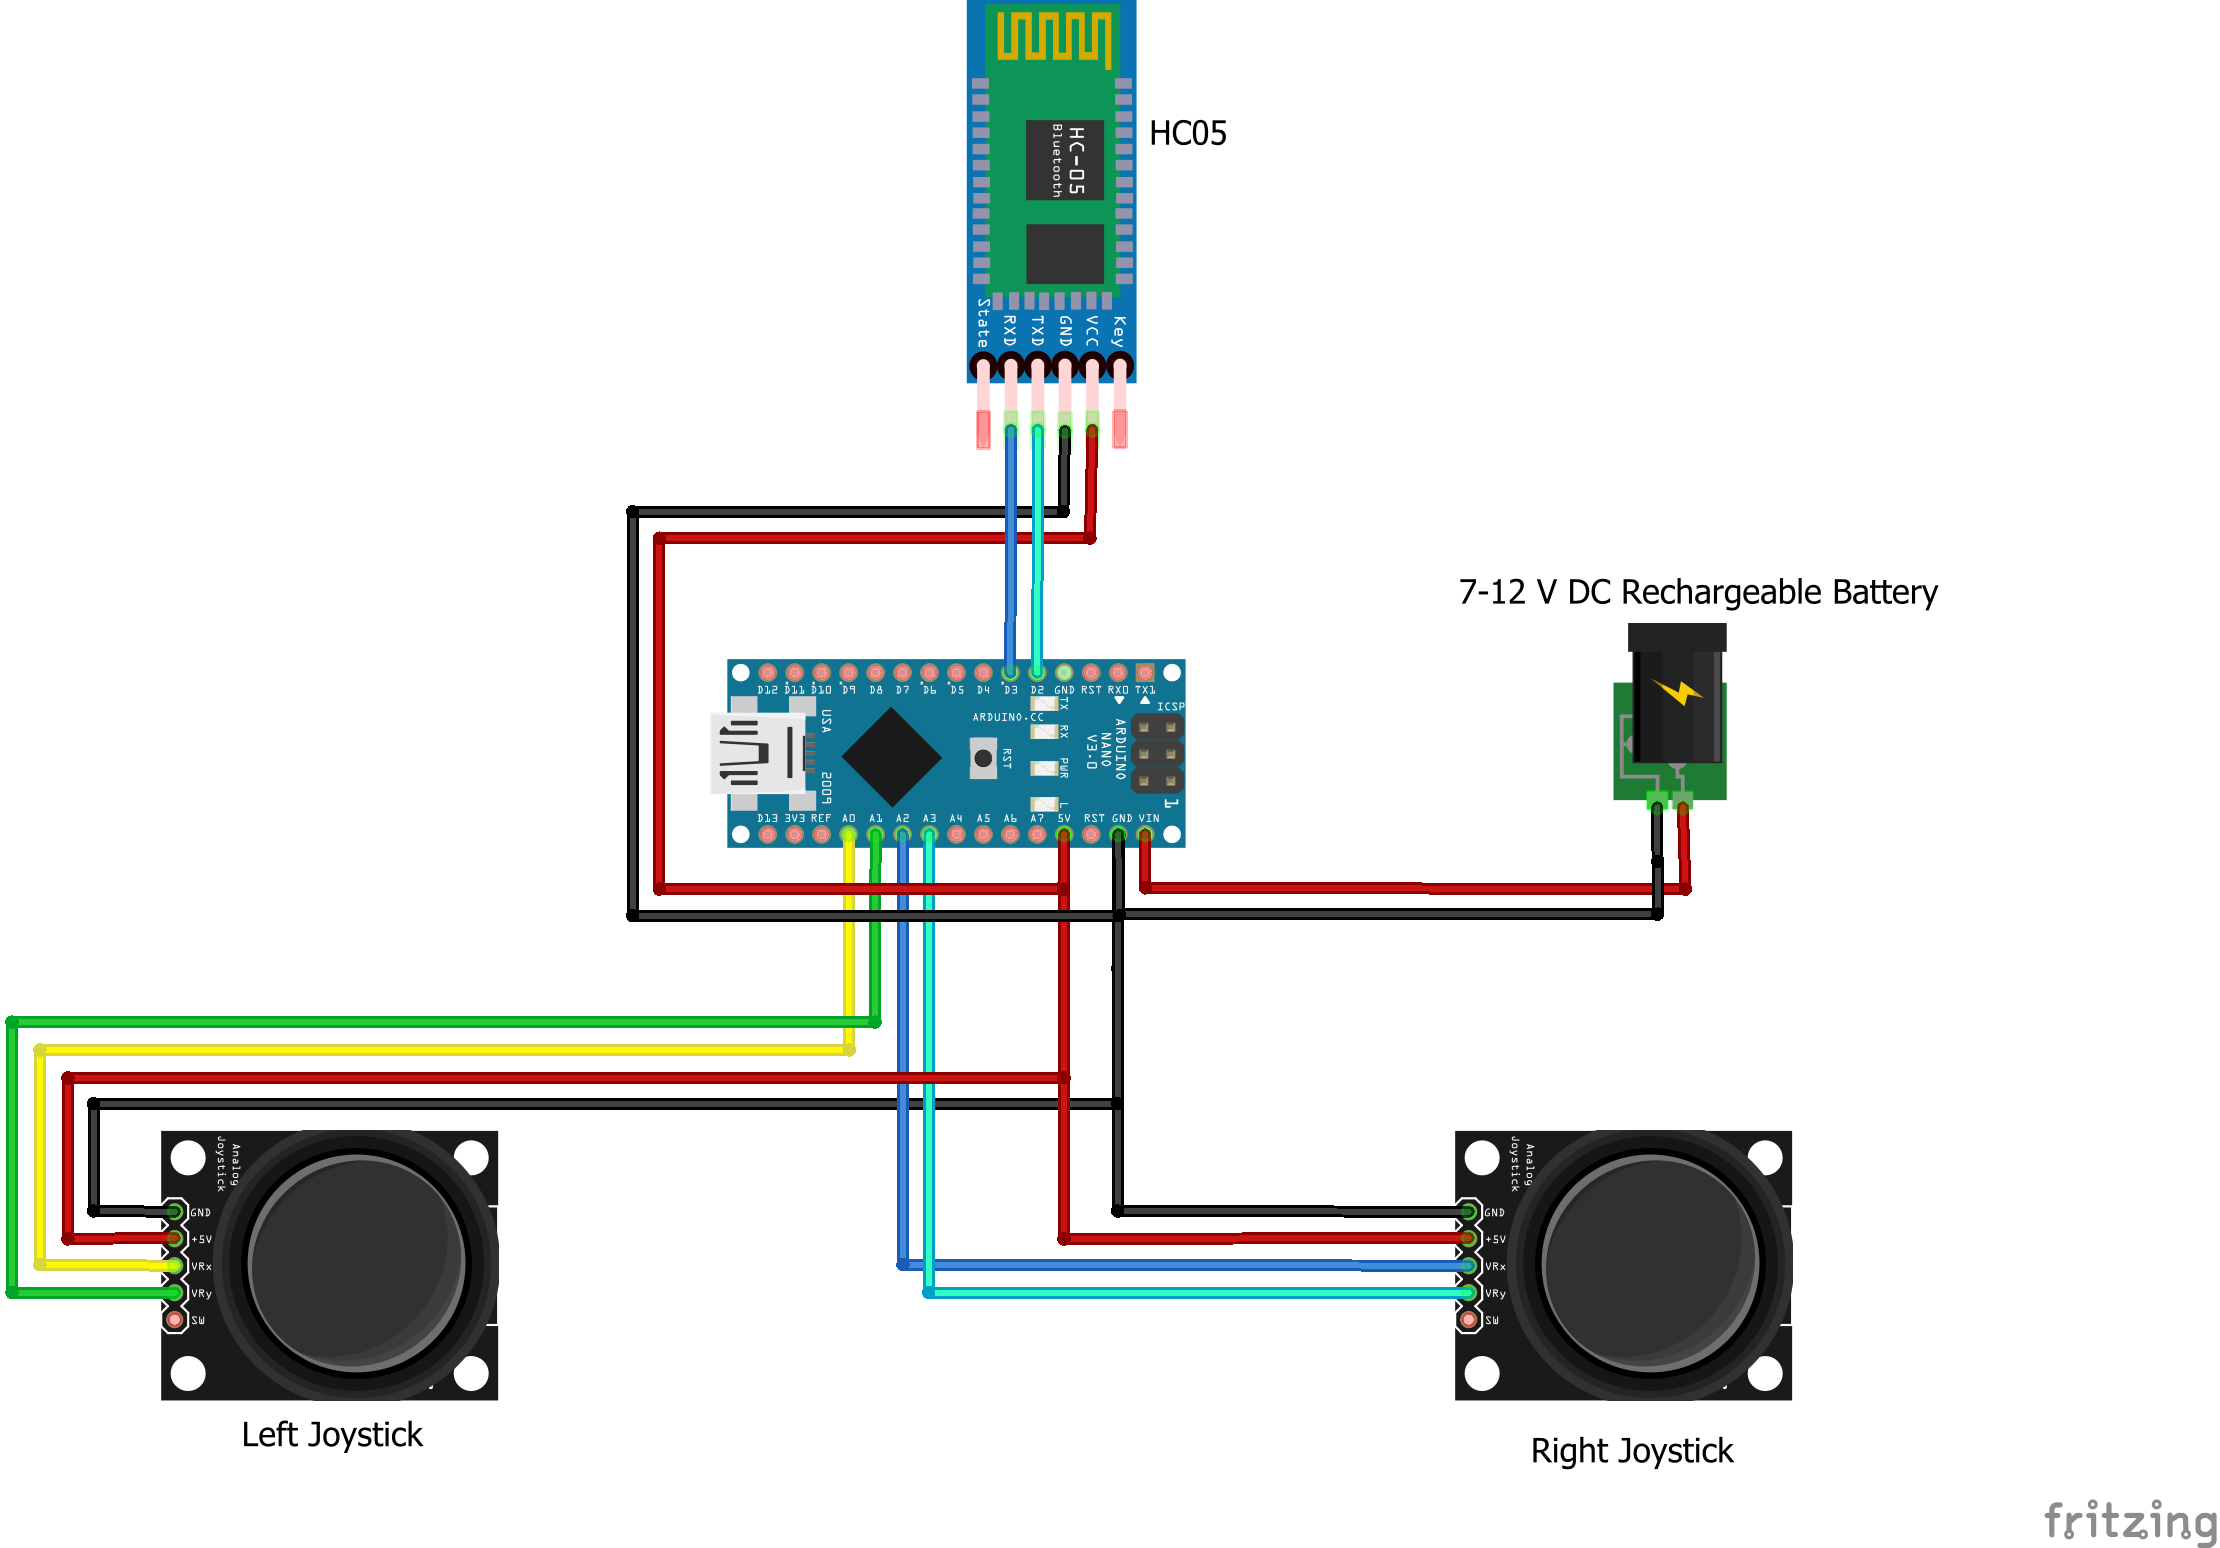 HC-05
Bluetooth
HC05
State
RXD
TXD
GND
VCC
Key
7-12 V DC Rechargeable Battery
D12 D11 D10 D9 D8 D7 D6 D5 D4 D3 D2 GND RST RX0 TX1
USA
TX
RX
PWR
L
ARDUINO.CC
RST
ICSP
ARDUINO
NANO
V3.0
2009
1
D13 3V3 REF A0 A1 A2 A3 A4 A5 A6 A7 5V RST GND VIN
Analog
Joystick
GND
+5V
VRx
VRy
SW
Left Joystick
Analog
Joystick
GND
+5V
VRx
VRy
SW
Right Joystick
fritzing